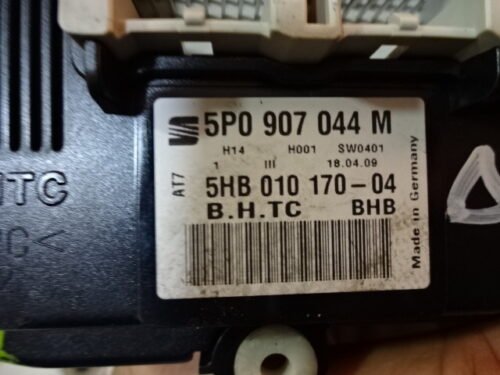 5P0 907 044 M
H14 H001 SW0401
1 III 18.04.09
AT7
5HB 010 170-04
B.H.TC BHB
Made in Germany
HTC
C<